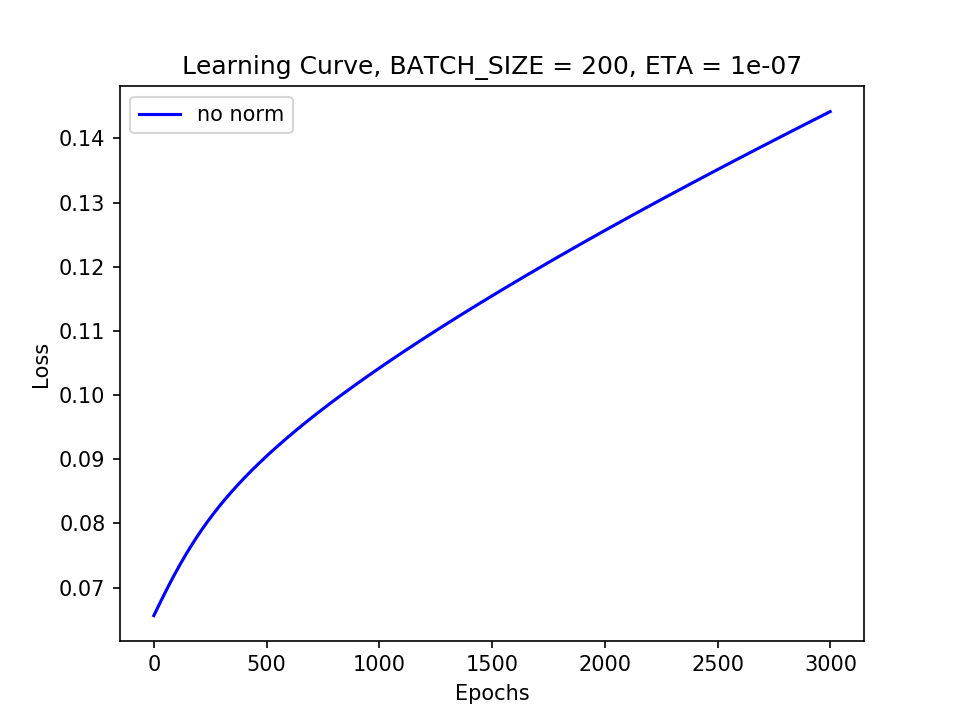 Learning Curve, BATCH_SIZE = 200, ETA = 1e-07
no norm
0.14
0.13
0.12
0.11
0.10
0.09
0.08
0.07
Loss
0 500 1000 1500 2000 2500 3000
Epochs